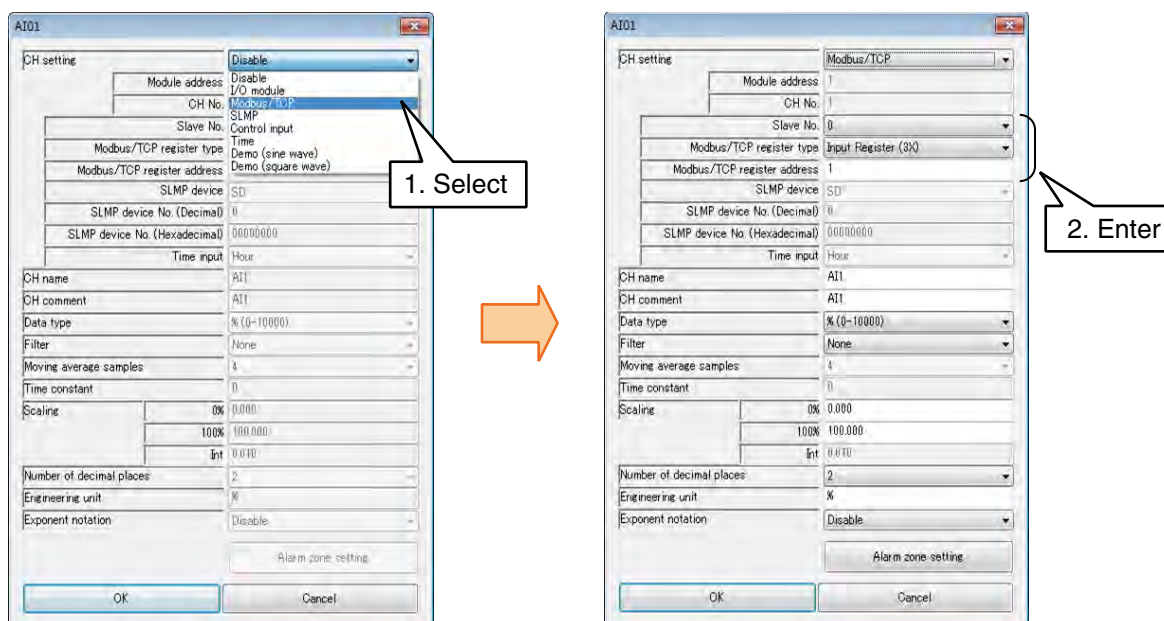 AI01
CH setting Disable
Disable
I/O module
Modbus/TCP
SLMP
Control input
Time
Demo (sine wave)
Demo (square wave)
Module address
CH No.
Slave No.
Modbus/TCP register type
Modbus/TCP register address
SLMP device SD
SLMP device No. (Decimal) 0
SLMP device No. (Hexadecimal) 00000000
Time input Hour
CH name AI1
CH comment AI1
Data type % (0-10000)
Filter None
Moving average samples 4
Time constant 0
Scaling 0% 0.000
100% 100.000
Int 0.010
Number of decimal places 2
Engineering unit %
Exponent notation Disable
Alarm zone setting
OK Cancel
1. Select
AI01
CH setting Modbus/TCP
Module address 1
CH No. 1
Slave No. 0
Modbus/TCP register type Input Register (3X)
Modbus/TCP register address 1
SLMP device SD
SLMP device No. (Decimal) 0
SLMP device No. (Hexadecimal) 00000000
Time input Hour
CH name AI1
CH comment AI1
Data type % (0-10000)
Filter None
Moving average samples 4
Time constant 0
Scaling 0% 0.000
100% 100.000
Int 0.010
Number of decimal places 2
Engineering unit %
Exponent notation Disable
Alarm zone setting
OK Cancel
2. Enter